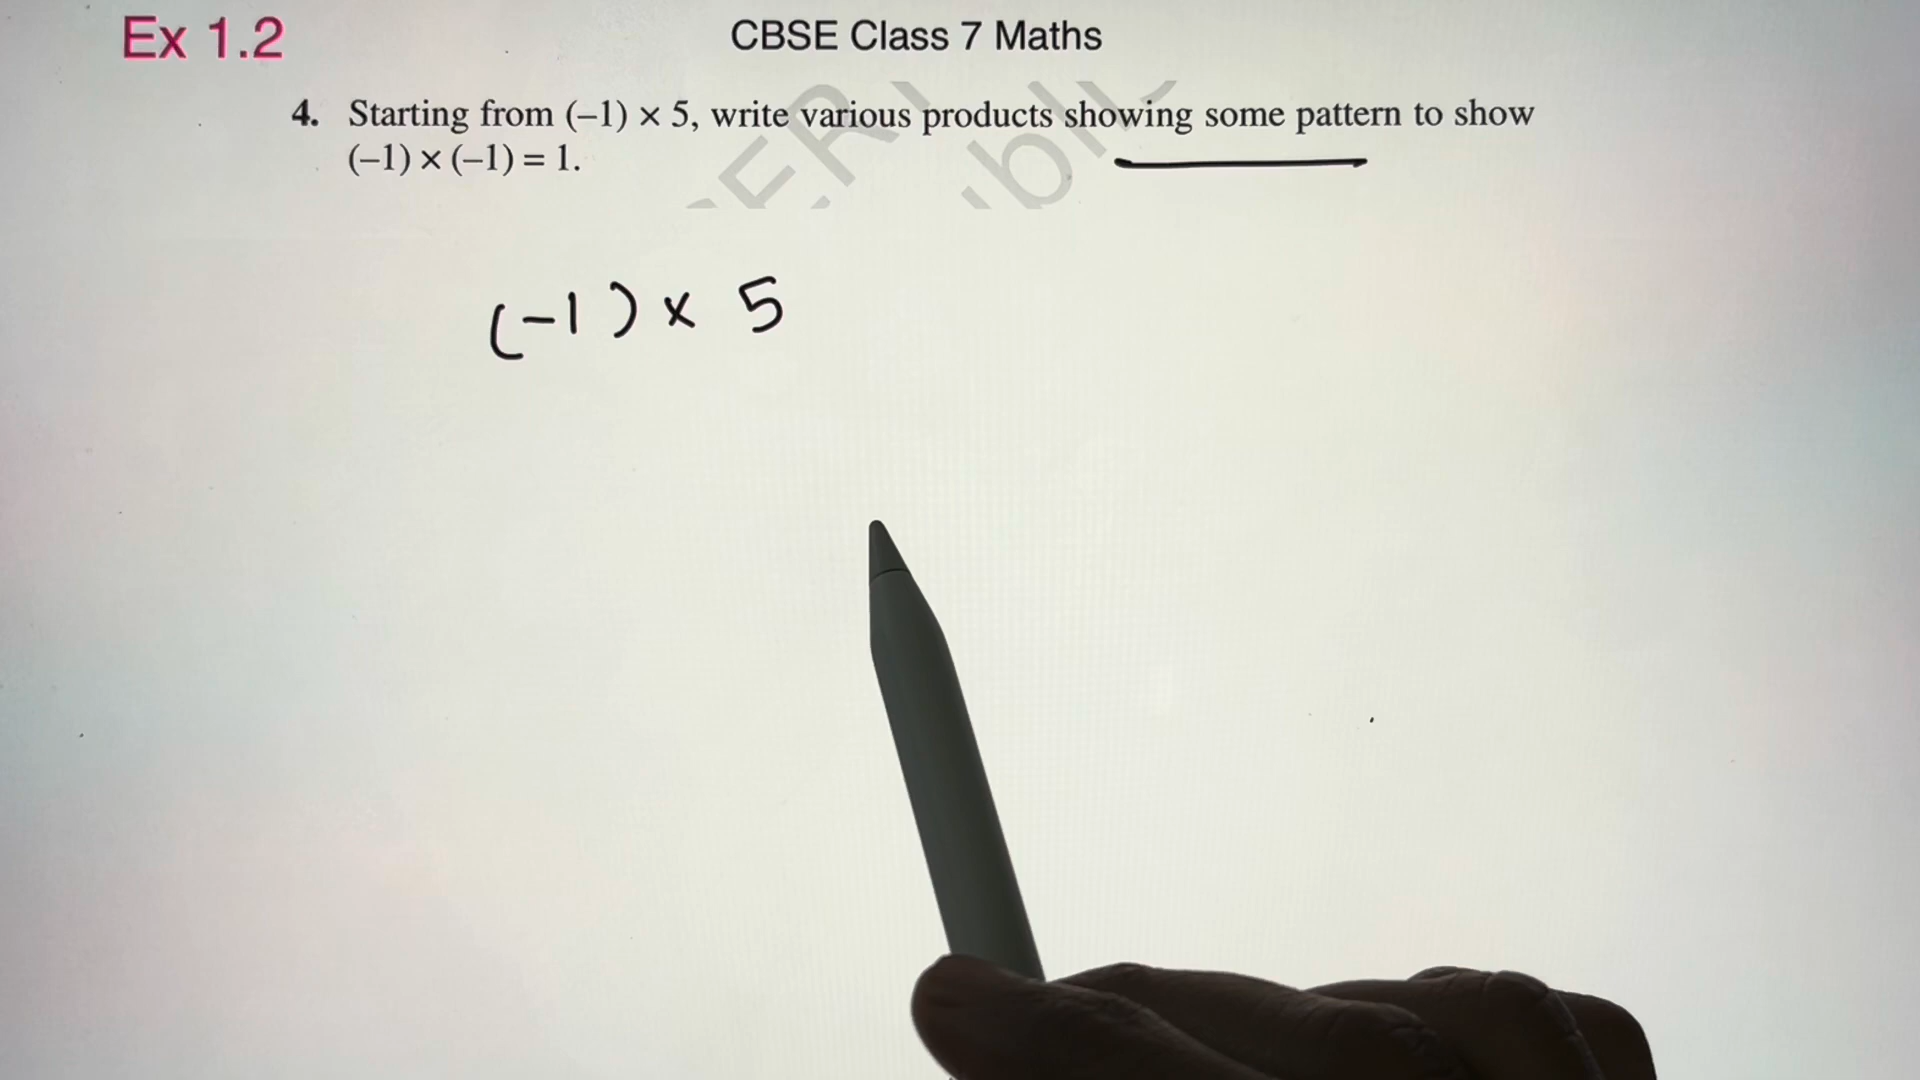 Ex 1.2
CBSE Class 7 Maths
4. Starting from (–1) × 5, write various products showing some pattern to show
(–1) × (–1) = 1.
(-1) × 5